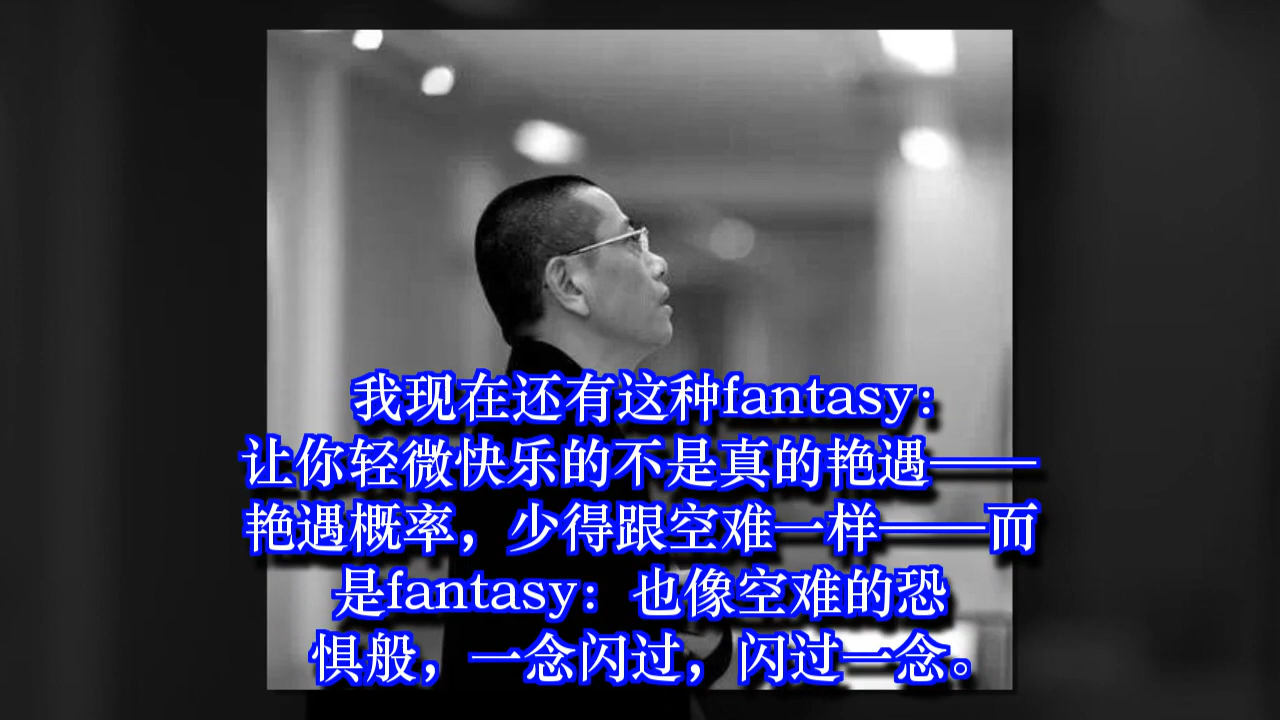 我现在还有这种fantasy：
让你轻微快乐的不是真的艳遇——
艳遇概率，少得跟空难一样——而
是fantasy：也像空难的恐
惧般，一念闪过，闪过一念。